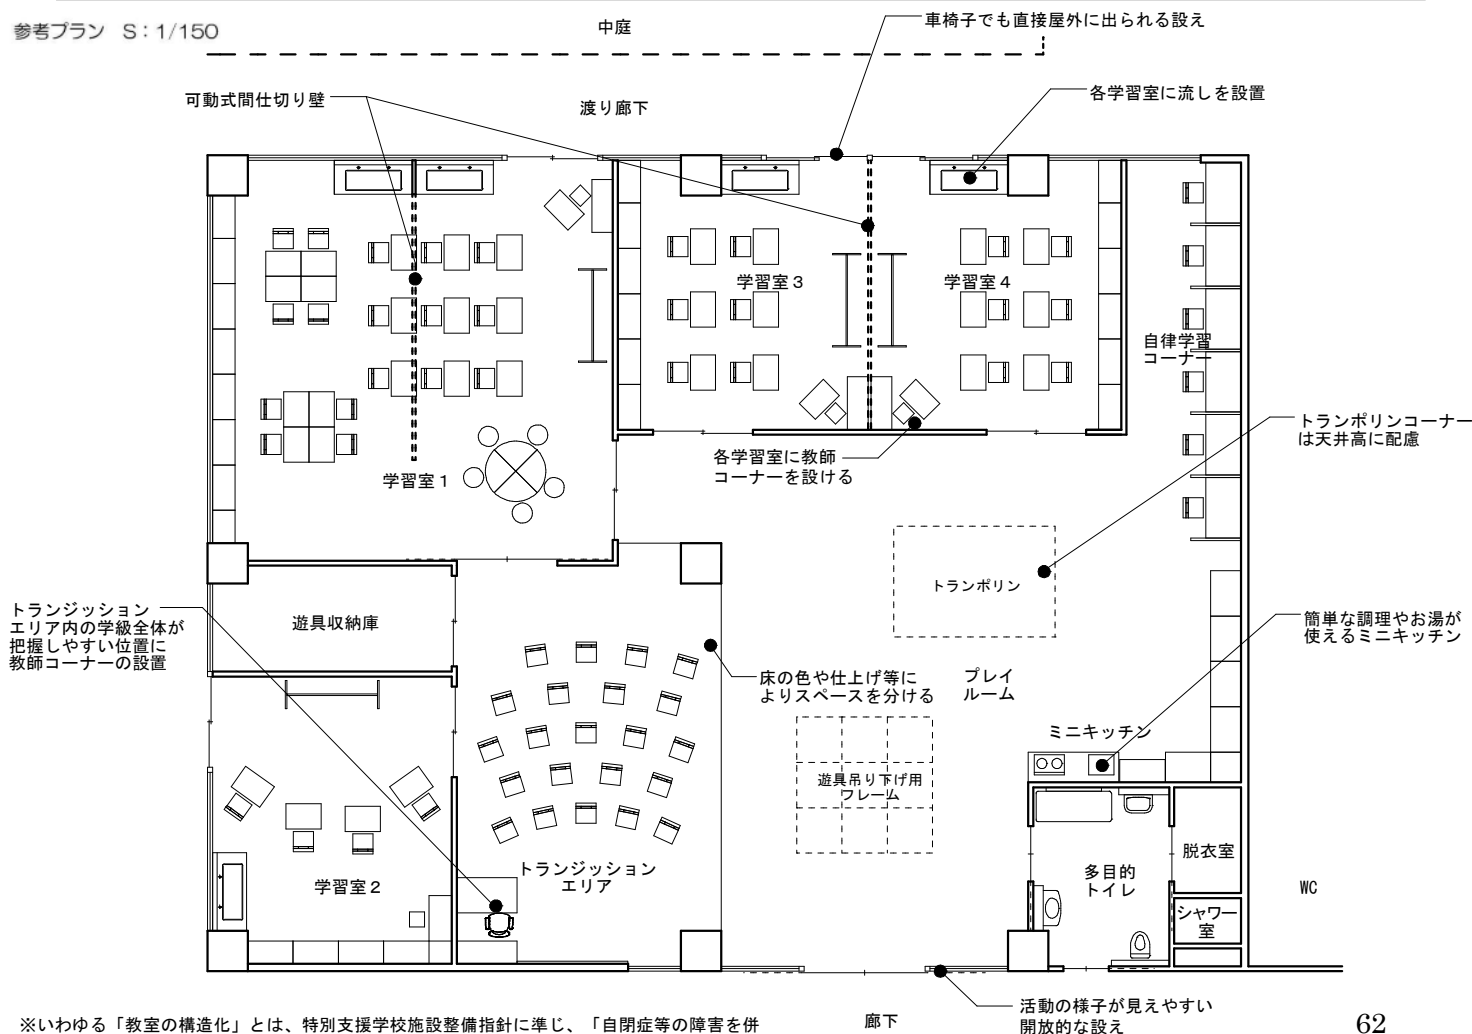 参考プラン　S：1/150
中庭
車椅子でも直接屋外に出られる設え
可動式間仕切り壁
渡り廊下
各学習室に流しを設置
学習室３
学習室４
自律学習
コーナー
トランポリンコーナー
は天井高に配慮
各学習室に教師
コーナーを設ける
学習室１
トランポリン
トランジッション
エリア内の学級全体が
把握しやすい位置に
教師コーナーの設置
遊具収納庫
簡単な調理やお湯が
使えるミニキッチン
床の色や仕上げ等に
よりスペースを分ける
プレイ
ルーム
ミニキッチン
遊具吊り下げ用
フレーム
脱衣室
トランジッション
エリア
多目的
トイレ
学習室２
WC
シャワー
室
活動の様子が見えやすい
開放的な設え
廊下
※いわゆる「教室の構造化」とは、特別支援学校施設整備指針に準じ、「自閉症等の障害を併
62